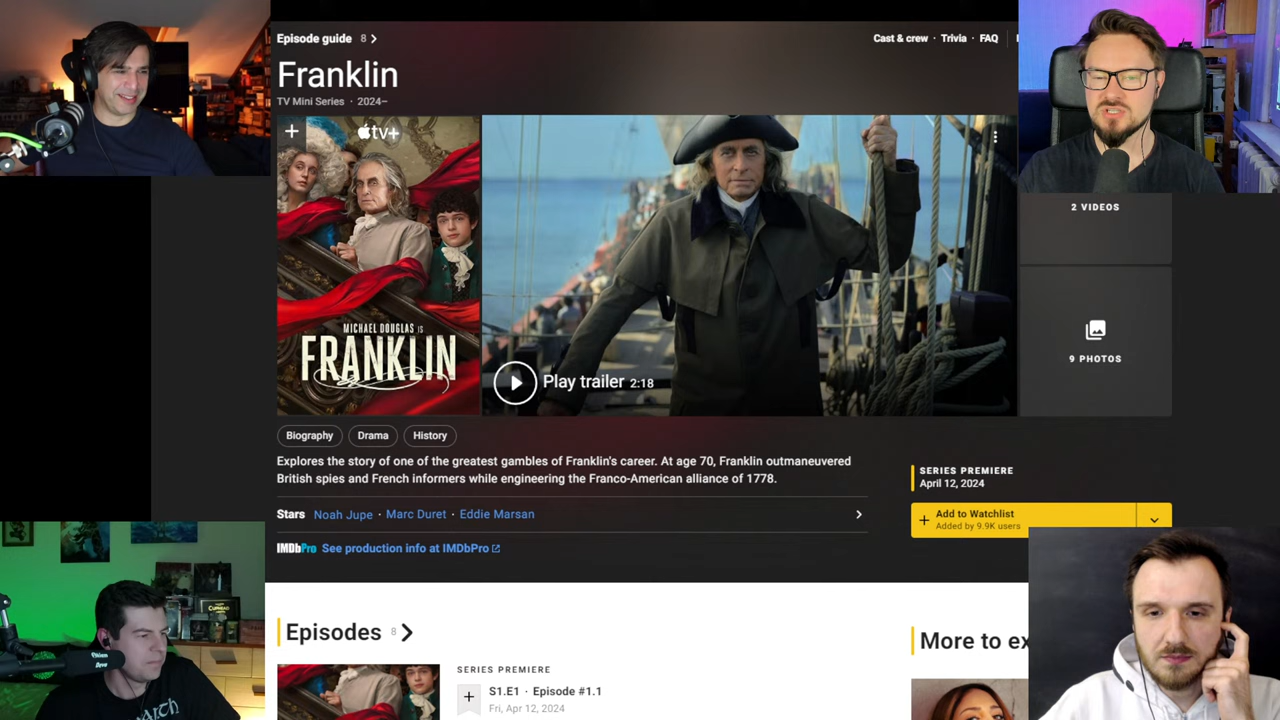 Episode guide 8
Cast & crew · Trivia · FAQ
Franklin
TV Mini Series · 2024–
tv+
MICHAEL DOUGLAS IS
FRANKLIN
Play trailer 2:18
2 VIDEOS
9 PHOTOS
Biography
Drama
History
Explores the story of one of the greatest gambles of Franklin's career. At age 70, Franklin outmaneuvered
British spies and French informers while engineering the Franco-American alliance of 1778.
Stars Noah Jupe · Marc Duret · Eddie Marsan
IMDbPro See production info at IMDbPro
SERIES PREMIERE
April 12, 2024
Add to Watchlist
Added by 9.9K users
Episodes 8
SERIES PREMIERE
S1.E1 · Episode #1.1
Fri, Apr 12, 2024
More to ex
CUPHEAD